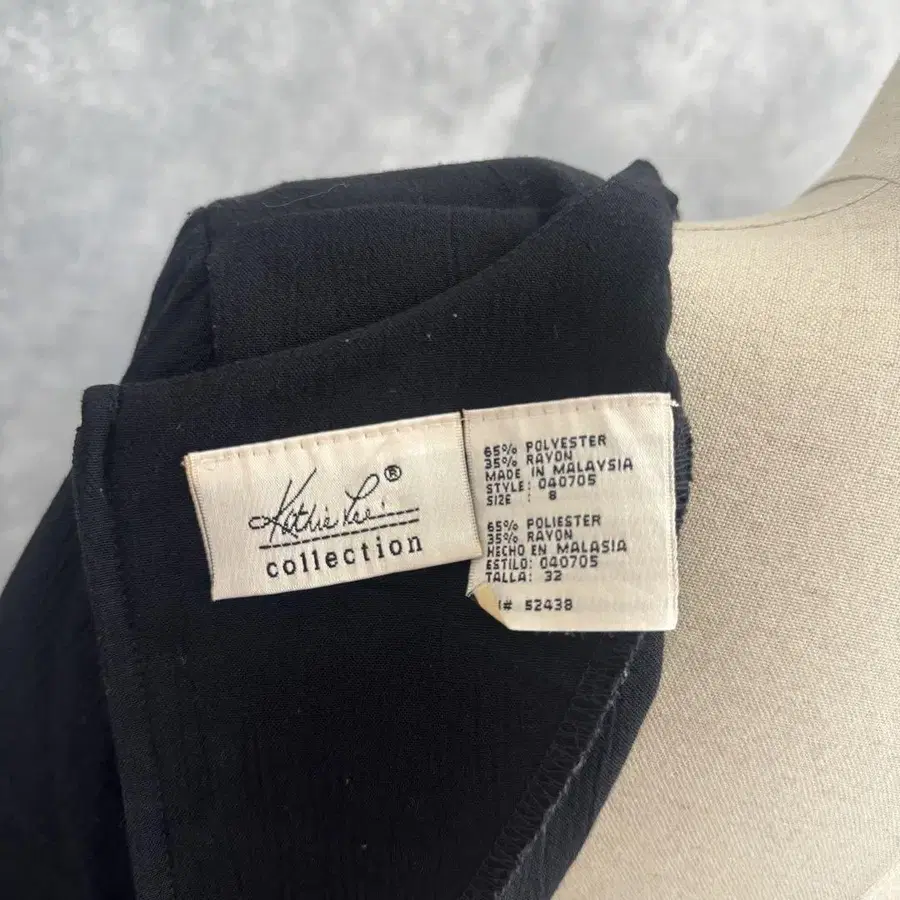 Kathie Lee ®
collection
65% POLYESTER
35% RAYON
MADE IN MALAYSIA
STYLE: 040705
SIZE : 8
65% POLIESTER
35% RAYON
HECHO EN MALASIA
ESTILO: 040705
TALLA: 32
# 52438